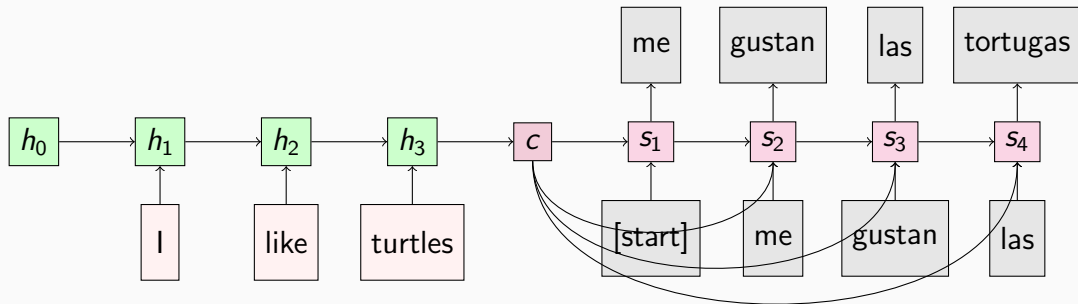 me gustan las tortugas
h₀ h₁ h₂ h₃ c s₁ s₂ s₃ s₄
I like turtles [start] me gustan las